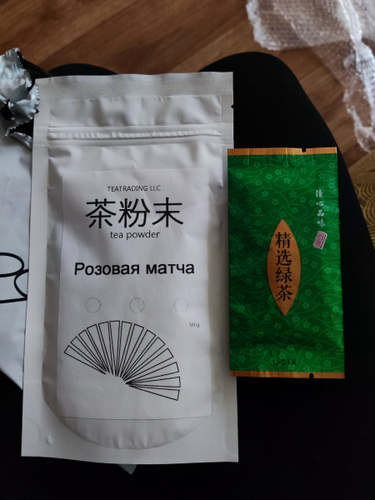 TEATRADING LLC
茶粉末
tea powder
Розовая матча
50 g
精选绿茶